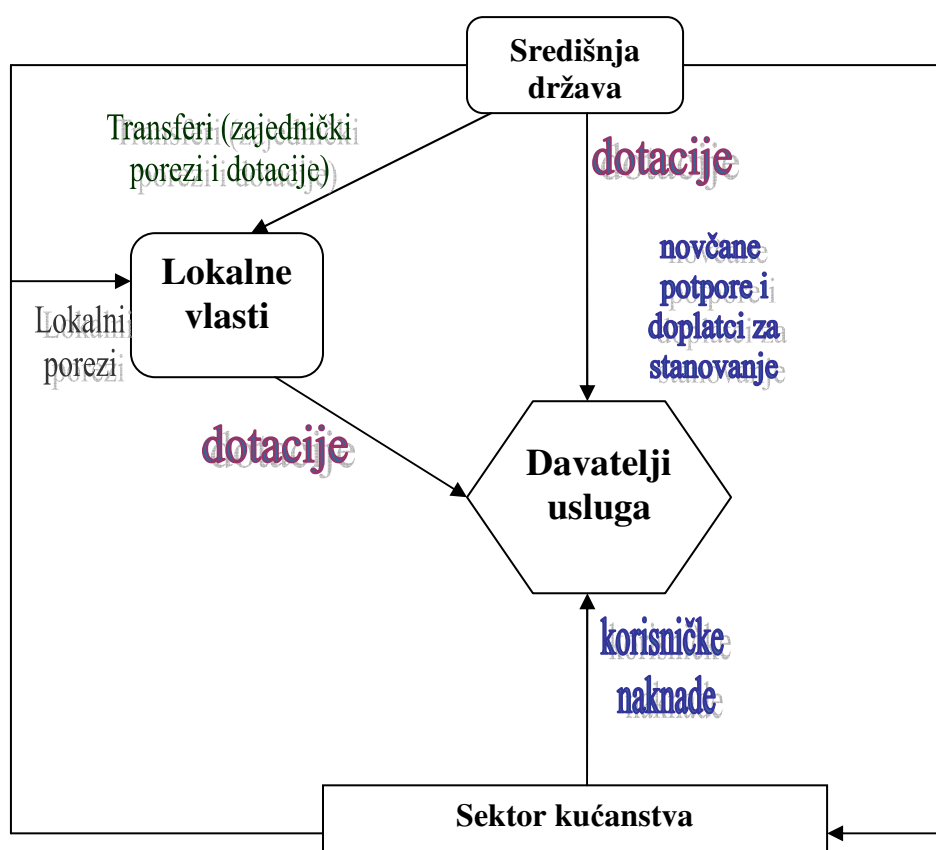 Središnja
država
Transferi (zajednički
porezi i dotacije)
dotacije
Lokalne
vlasti
novčane
potpore i
doplatci za
stanovanje
Lokalni
porezi
dotacije
Davatelji
usluga
korisničke
naknade
Sektor kućanstva